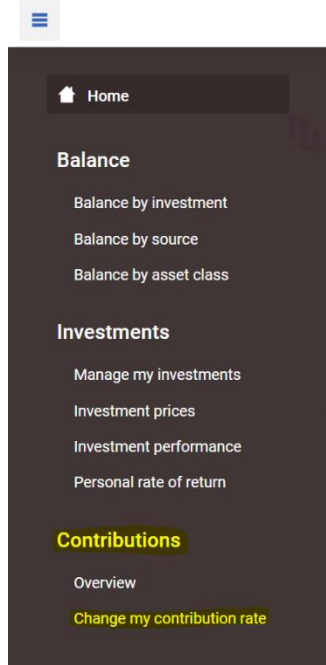 Home
Balance
Balance by investment
Balance by source
Balance by asset class
Investments
Manage my investments
Investment prices
Investment performance
Personal rate of return
Contributions
Overview
Change my contribution rate